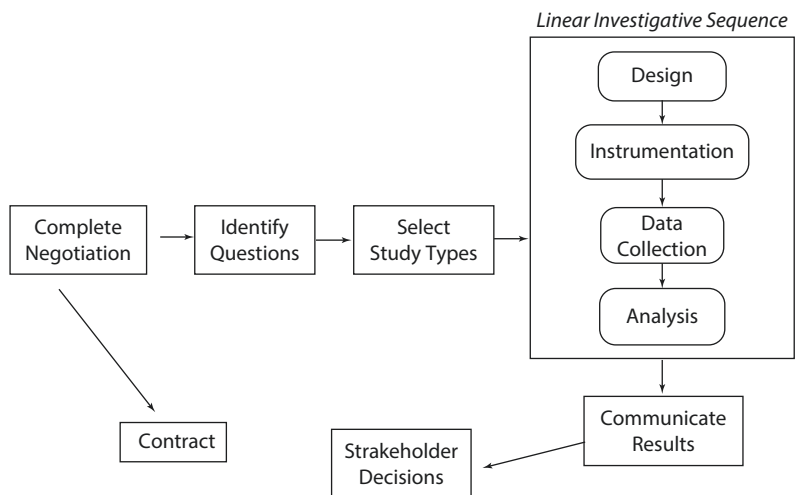 Linear Investigative Sequence
Design
Instrumentation
Data
Collection
Analysis
Complete
Negotiation
Identify
Questions
Select
Study Types
Contract
Communicate
Results
Strakeholder
Decisions